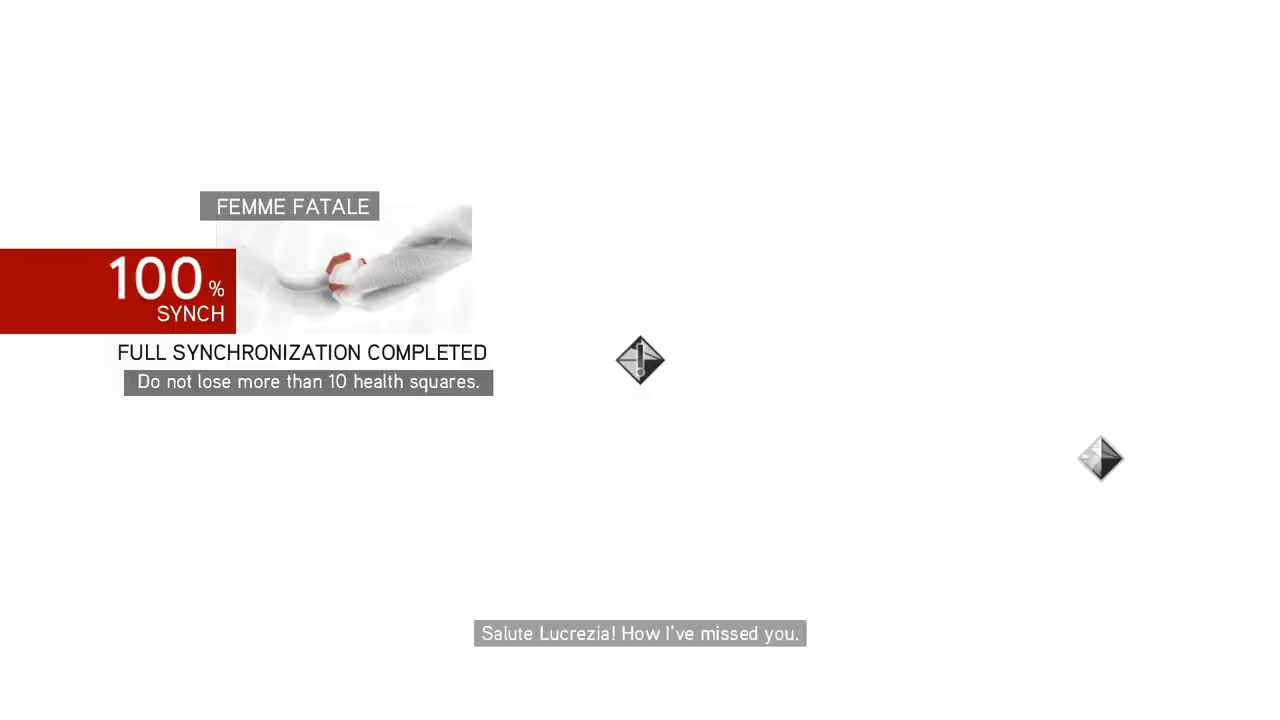 FEMME FATALE
100%
SYNCH
FULL SYNCHRONIZATION COMPLETED
Do not lose more than 10 health squares.
Salute Lucrezia! How I've missed you.